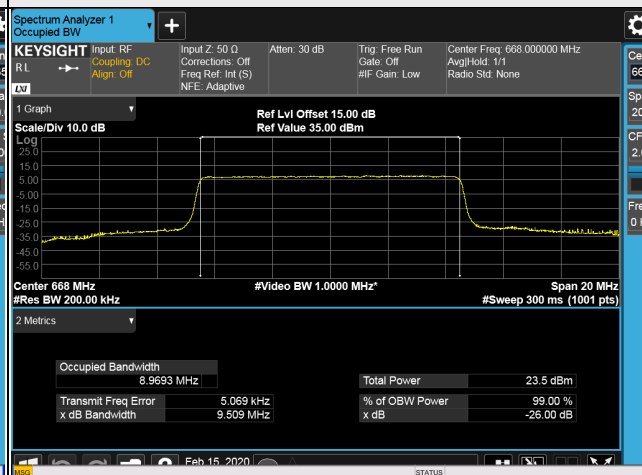 Spectrum Analyzer 1
Occupied BW
KEYSIGHT
RL
LXI
Input: RF
Coupling: DC
Align: Off
Input Z: 50 Ω
Corrections: Off
Freq Ref: Int (S)
NFE: Adaptive
Atten: 30 dB
Trig: Free Run
Gate: Off
#IF Gain: Low
Center Freq: 668.000000 MHz
Avg|Hold: 1/1
Radio Std: None
1 Graph
Scale/Div 10.0 dB
Ref Lvl Offset 15.00 dB
Ref Value 35.00 dBm
Log
25.0
15.0
5.00
-5.00
-15.0
-25.0
-35.0
-45.0
-55.0
Center 668 MHz
#Res BW 200.00 kHz
#Video BW 1.0000 MHz*
Span 20 MHz
#Sweep 300 ms (1001 pts)
2 Metrics
Occupied Bandwidth
8.9693 MHz
Transmit Freq Error 5.069 kHz
x dB Bandwidth 9.509 MHz
Total Power 23.5 dBm
% of OBW Power 99.00 %
x dB -26.00 dB
Feb 15, 2020
MSG
STATUS